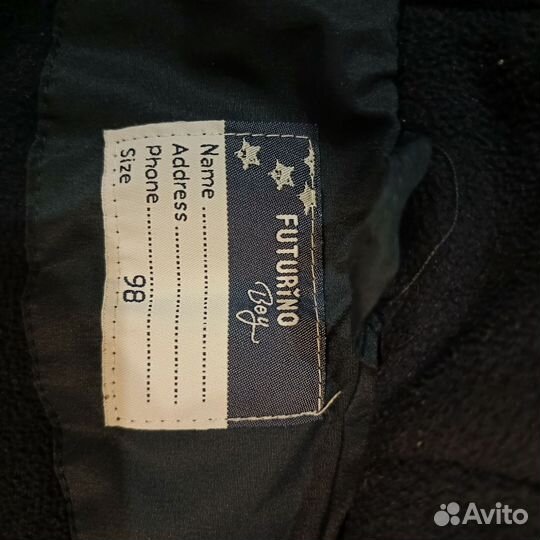 FUTURINO
Boy
Name
Address
Phone
Size 98
Avito